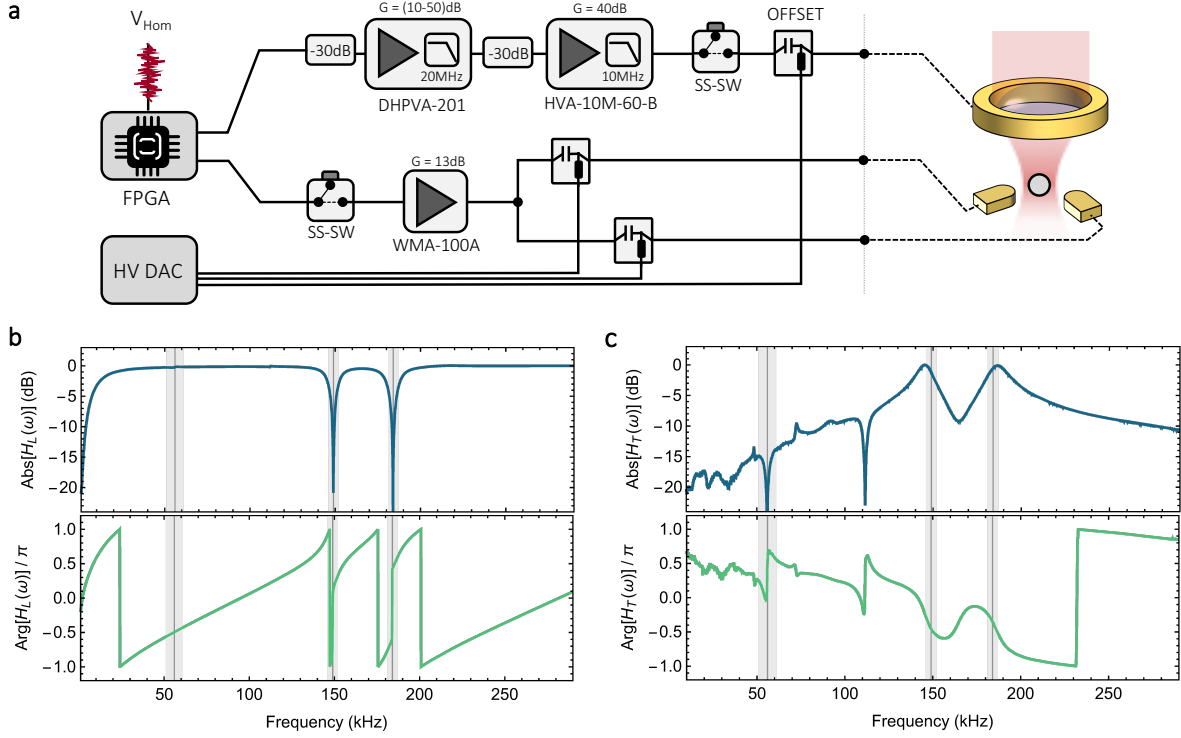 a
V_Hom
G = (10-50)dB
G = 40dB
OFFSET
-30dB
20MHz
-30dB
10MHz
DHPVA-201
HVA-10M-60-B
SS-SW
G = 13dB
FPGA
SS-SW
WMA-100A
HV DAC
b
0
−5
−10
−15
−20
Abs[H_L(ω)] (dB)
1.0
0.5
0.0
−0.5
−1.0
Arg[H_L(ω)] / π
50
100
150
200
250
Frequency (kHz)
c
0
−5
−10
−15
−20
Abs[H_T(ω)] (dB)
1.0
0.5
0.0
−0.5
−1.0
Arg[H_T(ω)] / π
50
100
150
200
250
Frequency (kHz)